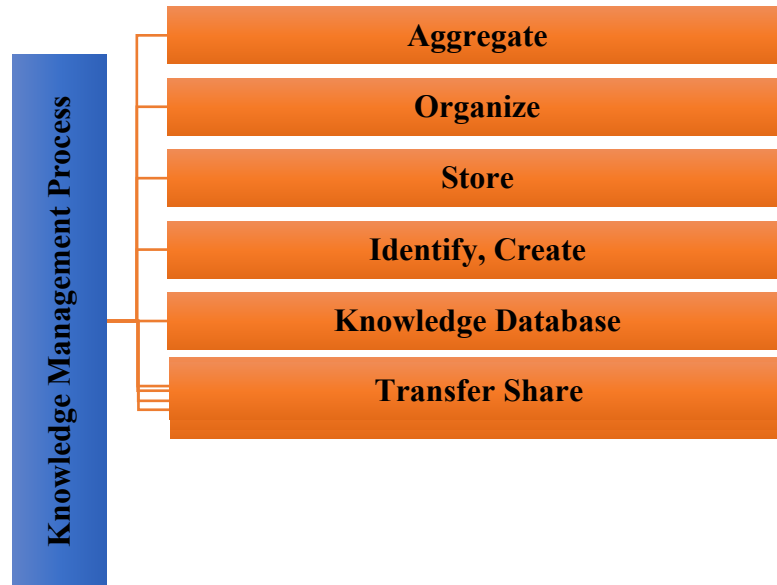 Knowledge Management Process
Aggregate
Organize
Store
Identify, Create
Knowledge Database
Transfer Share